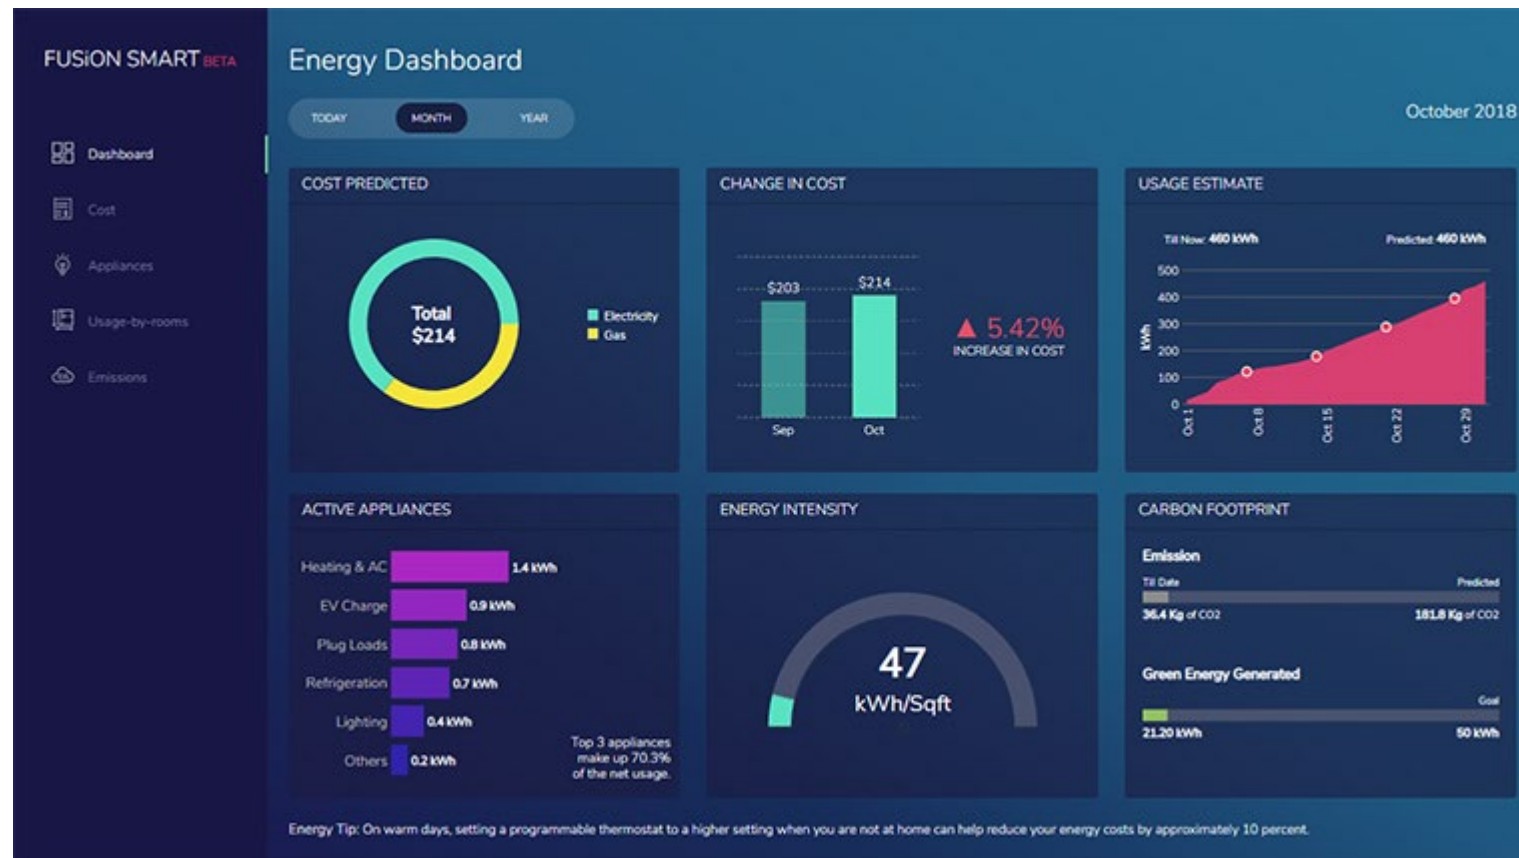 FUSiON SMART BETA
Energy Dashboard
TODAY MONTH YEAR
October 2018
Dashboard
Cost
Appliances
Usage-by-rooms
Emissions
COST PREDICTED
Total
$214
Electricity
Gas
CHANGE IN COST
$203 $214
Sep Oct
▲ 5.42%
INCREASE IN COST
USAGE ESTIMATE
Till Now: 460 kWh Predicted: 460 kWh
kWh
500
400
300
200
100
0
Oct 1 Oct 8 Oct 15 Oct 22 Oct 29
ACTIVE APPLIANCES
Heating & AC 1.4 kWh
EV Charge 0.9 kWh
Plug Loads 0.8 kWh
Refrigeration 0.7 kWh
Lighting 0.4 kWh
Others 0.2 kWh
Top 3 appliances
make up 70.3%
of the net usage.
ENERGY INTENSITY
47
kWh/Sqft
CARBON FOOTPRINT
Emission
Till Date Predicted
36.4 Kg of CO2 181.8 Kg of CO2
Green Energy Generated
Goal
21.20 kWh 50 kWh
Energy Tip: On warm days, setting a programmable thermostat to a higher setting when you are not at home can help reduce your energy costs by approximately 10 percent.